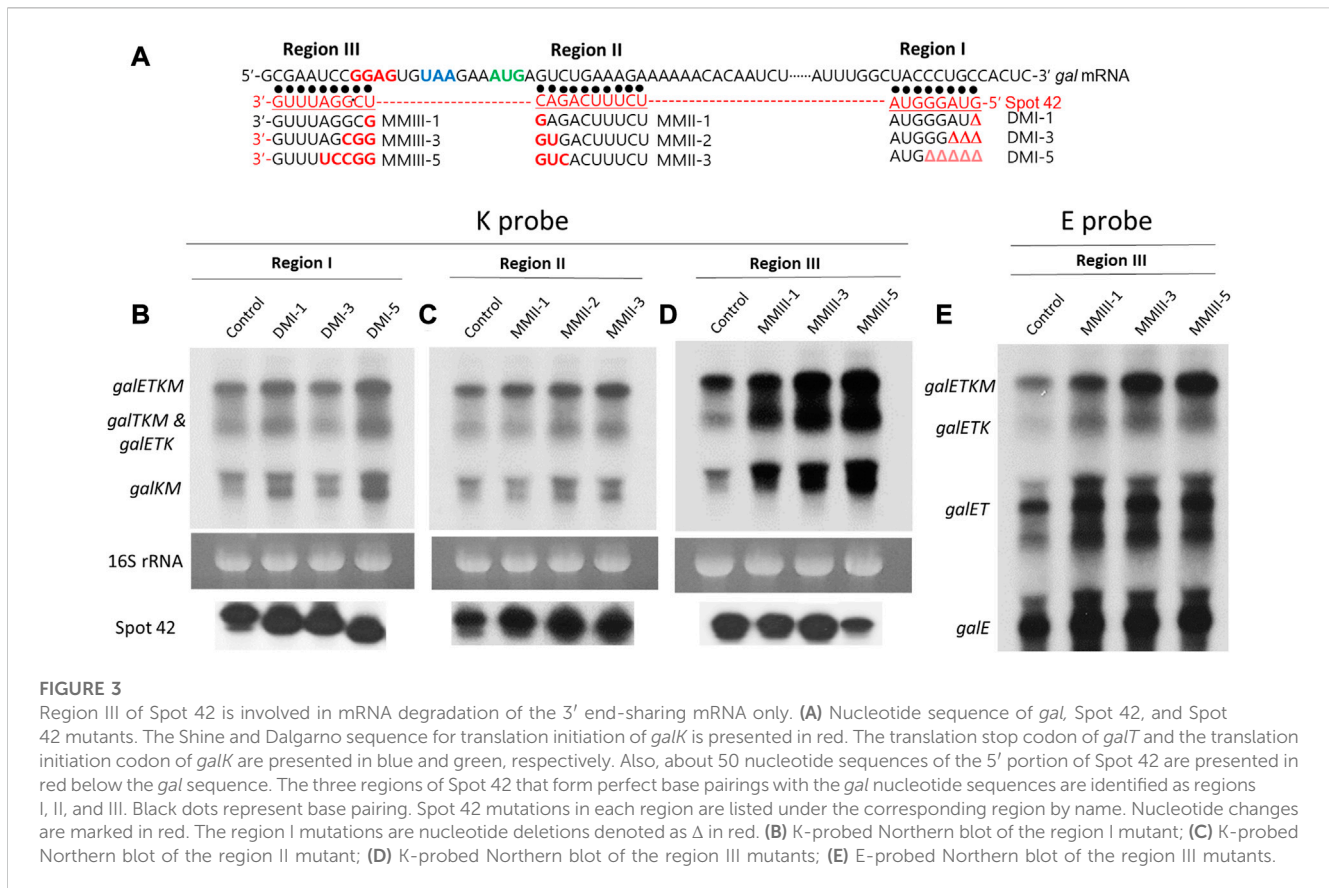 A
Region III Region II Region I
5'-GCGAAUCCGGAGUGUAAGAAAUGAGUCUGAAAGAAAAAACACAAUCU······AUUUGGCUACCCUGCCACUC-3' gal mRNA
3'-GUUUAGGCU CAGACUUUCU AUGGGAUG-5' Spot 42
GUUUAGGCG MMIII-1 GAGACUUUCU MMII-1 AUGGGAUΔ DMI-1
3'-GUUUAGCGG MMIII-3 GUGACUUUCU MMII-2 AUGGGΔΔΔ DMI-3
3'-GUUUUCCGG MMIII-5 GUCACUUUCU MMII-3 AUGΔΔΔΔΔ DMI-5
K probe E probe
Region I Region II Region III Region III
B Control DMI-1 DMI-3 DMI-5 C Control MMII-1 MMII-2 MMII-3 D Control MMIII-1 MMIII-3 MMIII-5 E Control MMIII-1 MMIII-3 MMIII-5
galETKM galETKM
galTKM & galETK
galETK
galKM galET
16S rRNA
Spot 42 galE
FIGURE 3
Region III of Spot 42 is involved in mRNA degradation of the 3′ end-sharing mRNA only. (A) Nucleotide sequence of gal, Spot 42, and Spot
42 mutants. The Shine and Dalgarno sequence for translation initiation of galK is presented in red. The translation stop codon of galT and the translation
initiation codon of galK are presented in blue and green, respectively. Also, about 50 nucleotide sequences of the 5′ portion of Spot 42 are presented in
red below the gal sequence. The three regions of Spot 42 that form perfect base pairings with the gal nucleotide sequences are identified as regions
I, II, and III. Black dots represent base pairing. Spot 42 mutations in each region are listed under the corresponding region by name. Nucleotide changes
are marked in red. The region I mutations are nucleotide deletions denoted as Δ in red. (B) K-probed Northern blot of the region I mutant; (C) K-probed
Northern blot of the region II mutant; (D) K-probed Northern blot of the region III mutants; (E) E-probed Northern blot of the region III mutants.